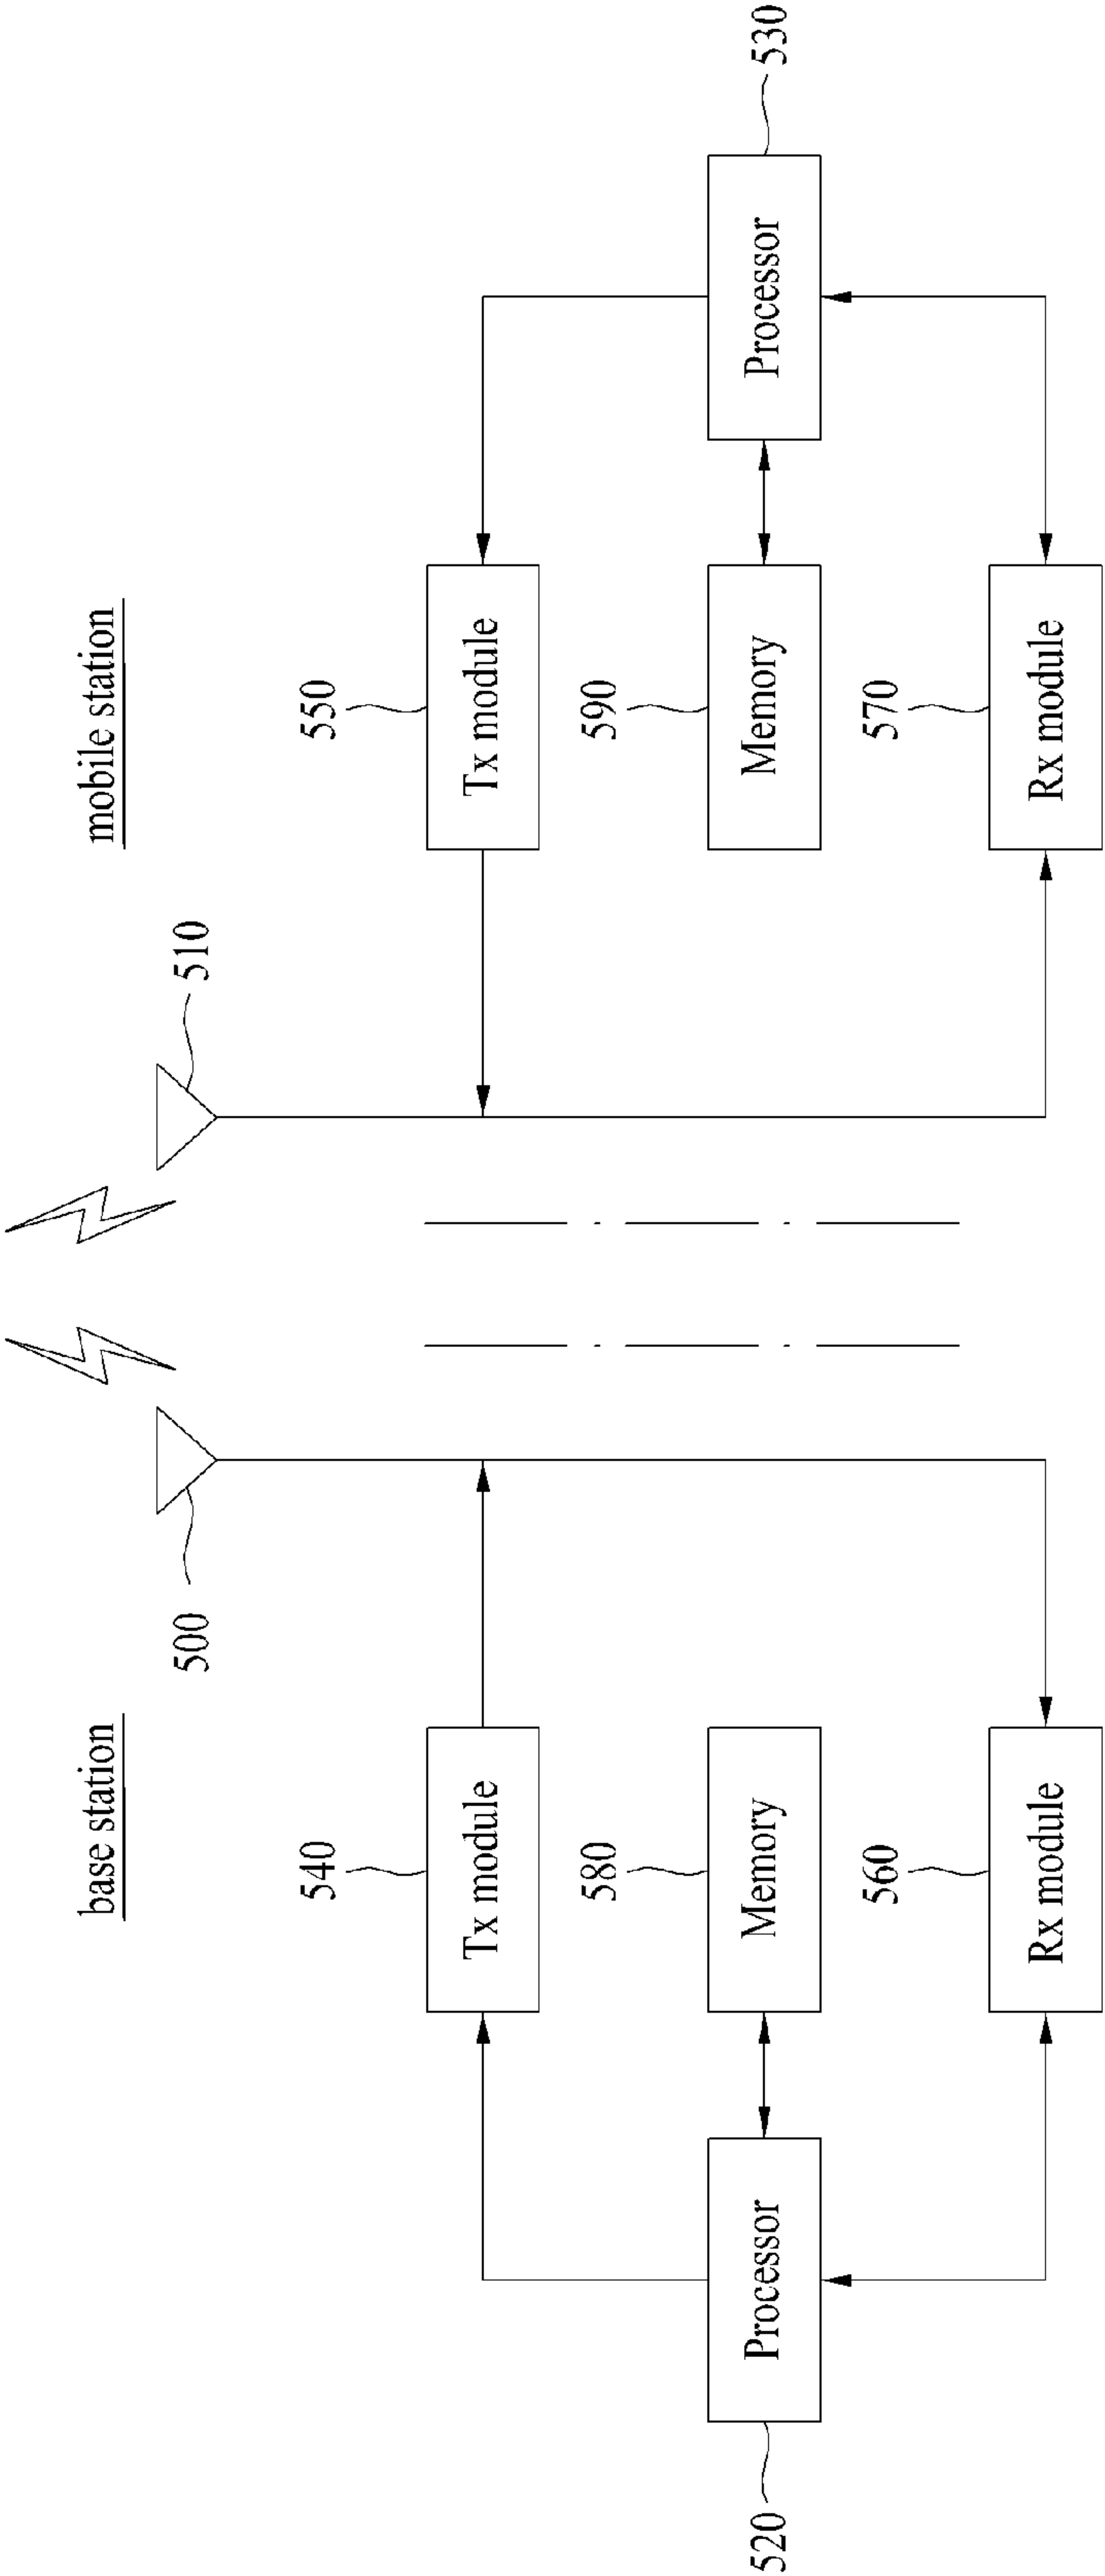 base station
mobile station
500
510
540
Tx module
550
Tx module
520
Processor
580
Memory
590
Memory
Processor
530
560
Rx module
570
Rx module